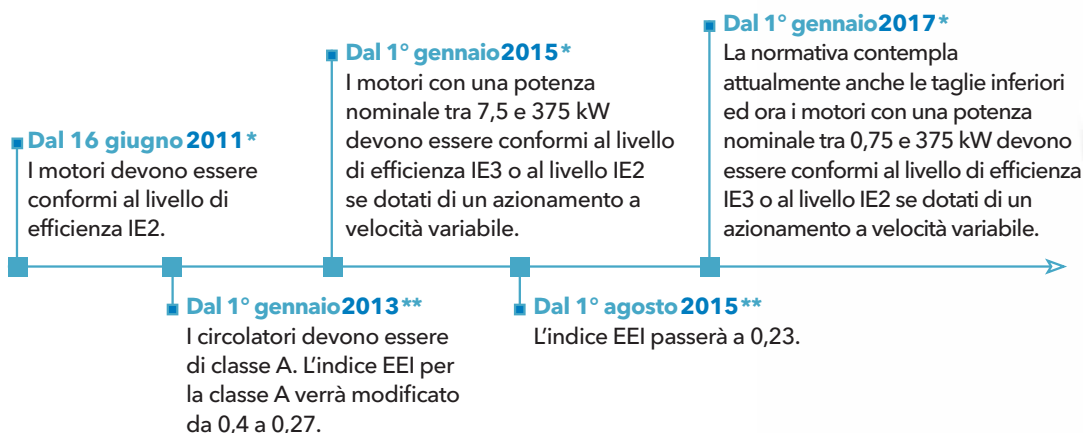 Dal 16 giugno 2011*
I motori devono essere
conformi al livello di
efficienza IE2.
Dal 1° gennaio 2013**
I circolatori devono essere
di classe A. L'indice EEI per
la classe A verrà modificato
da 0,4 a 0,27.
Dal 1° gennaio 2015*
I motori con una potenza
nominale tra 7,5 e 375 kW
devono essere conformi al livello
di efficienza IE3 o al livello IE2
se dotati di un azionamento a
velocità variabile.
Dal 1° agosto 2015**
L'indice EEI passerà a 0,23.
Dal 1° gennaio 2017*
La normativa contempla
attualmente anche le taglie inferiori
ed ora i motori con una potenza
nominale tra 0,75 e 375 kW devono
essere conformi al livello di efficienza
IE3 o al livello IE2 se dotati di un
azionamento a velocità variabile.